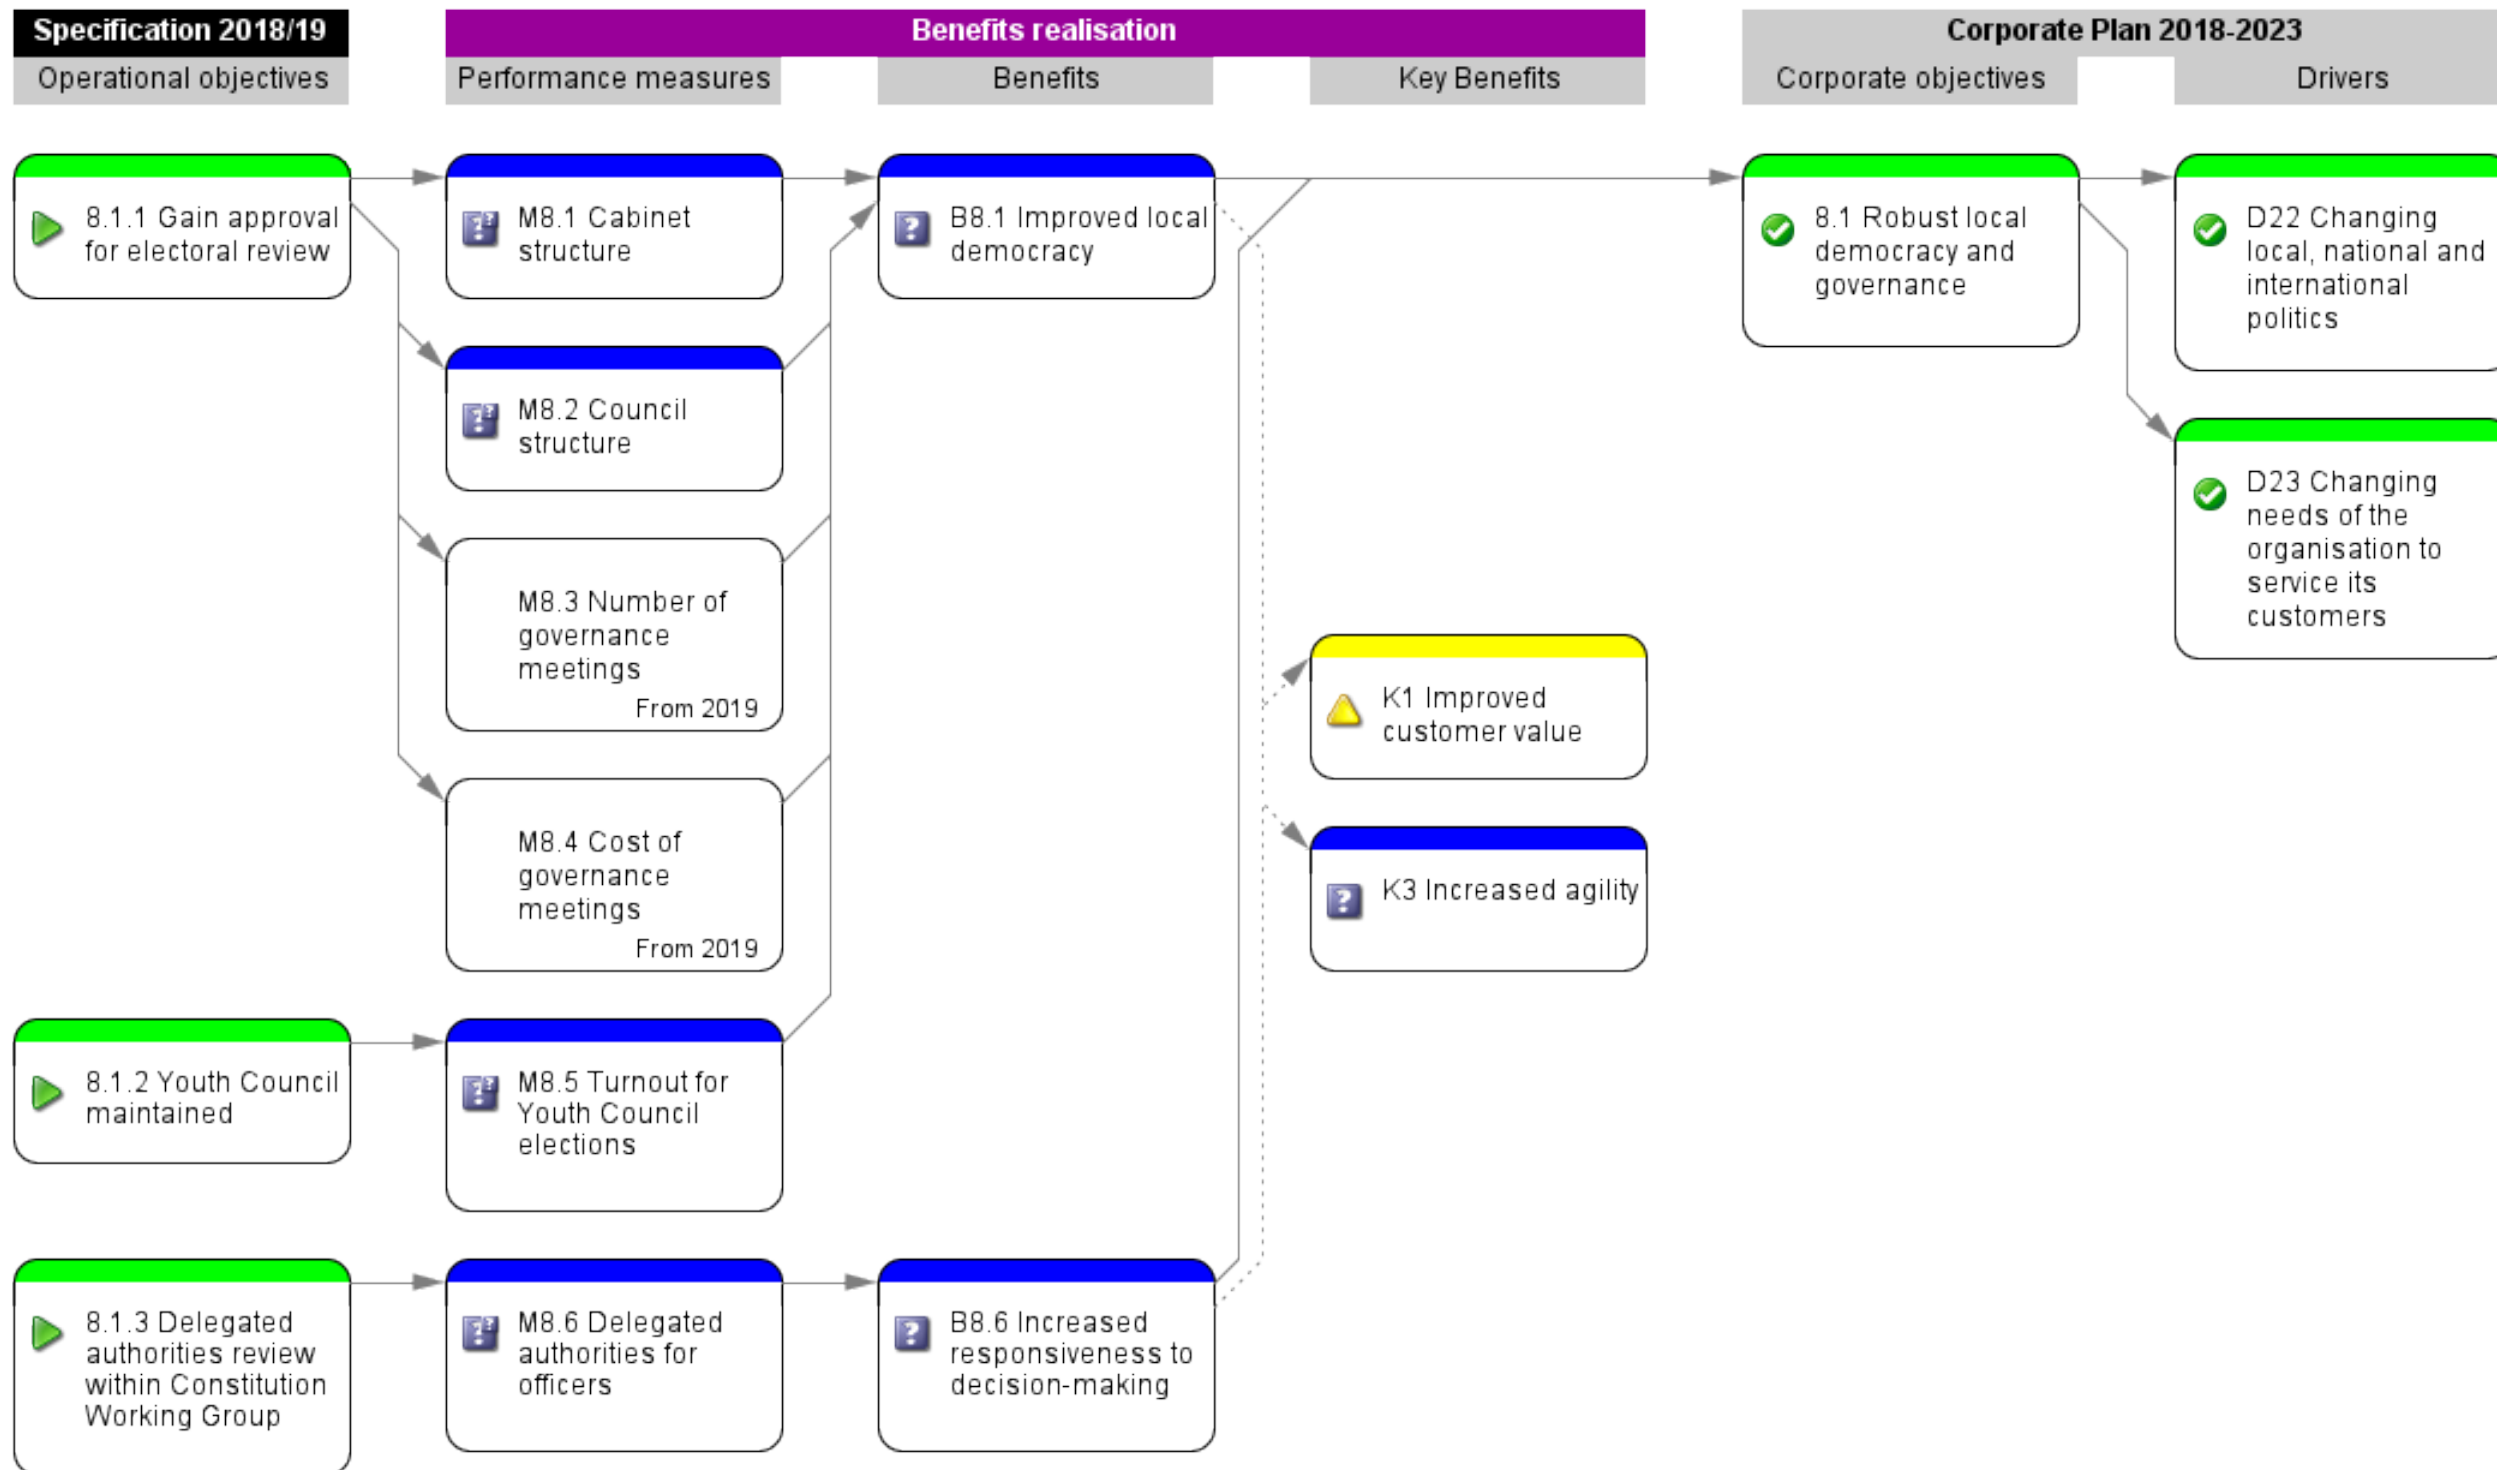 Specification 2018/19
Benefits realisation
Corporate Plan 2018-2023
Operational objectives
Performance measures
Benefits
Key Benefits
Corporate objectives
Drivers
8.1.1 Gain approval
for electoral review
M8.1 Cabinet
structure
B8.1 Improved local
democracy
8.1 Robust local
democracy and
governance
D22 Changing
local, national and
international
politics
M8.2 Council
structure
D23 Changing
needs of the
organisation to
service its
customers
M8.3 Number of
governance
meetings
From 2019
K1 Improved
customer value
M8.4 Cost of
governance
meetings
From 2019
K3 Increased agility
8.1.2 Youth Council
maintained
M8.5 Turnout for
Youth Council
elections
8.1.3 Delegated
authorities review
within Constitution
Working Group
M8.6 Delegated
authorities for
officers
B8.6 Increased
responsiveness to
decision-making